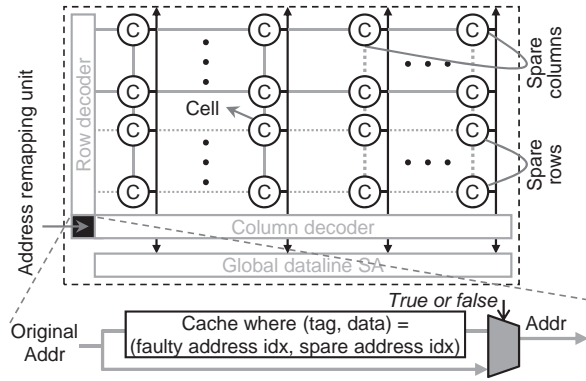 C C C C
Spare columns
Row decoder
C C C C
Cell
C C C C
Spare rows
C C C C
Address remapping unit
Column decoder
Global dataline SA
True or false
Original Addr
Cache where (tag, data) =
(faulty address idx, spare address idx)
Addr